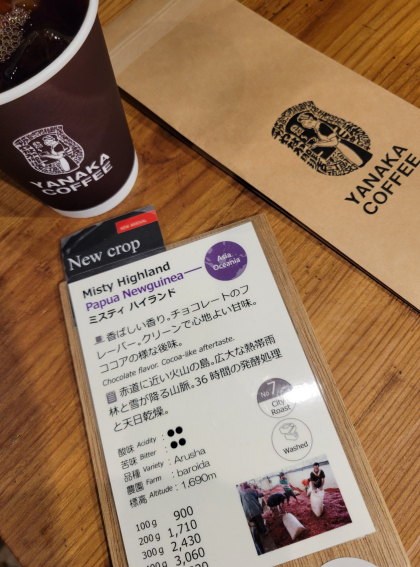 YANAKA
COFFEE
YANAKA
COFFEE
New crop
Misty Highland
Papua Newguinea
ミスティ ハイランド
Asia
Oceania
香ばしい香り。チョコレートのフ
レーバー。クリーンで心地よい甘味。
ココアの様な後味。
Chocolate flavor. Cocoa-like aftertaste.
赤道に近い火山の島。広大な熱帯雨
林と雪が降る山脈。36時間の発酵処理
と天日乾燥。
No 7
City
Roast
Washed
酸味 Acidity :
苦味 Bitter :
品種 Variety : Arusha
農園 Farm : baroida
標高 Altitude : 1,690m
100g 900
200g 1,710
300g 2,430
400g 3,060